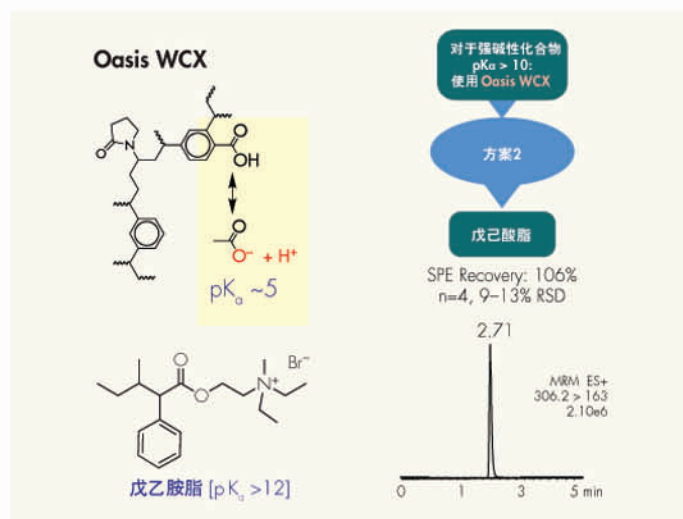 Oasis WCX
N
O
O
OH
O
O⁻ + H⁺
pKₐ ~5
O
O
N⁺
Br⁻
戊乙胺脂 [pKₐ >12]
对于强碱性化合物
pKα > 10:
使用 Oasis WCX
方案2
戊己酸脂
SPE Recovery: 106%
n=4, 9–13% RSD
2.71
MRM ES+
306.2 > 163
2.10e6
0 1 3 5 min